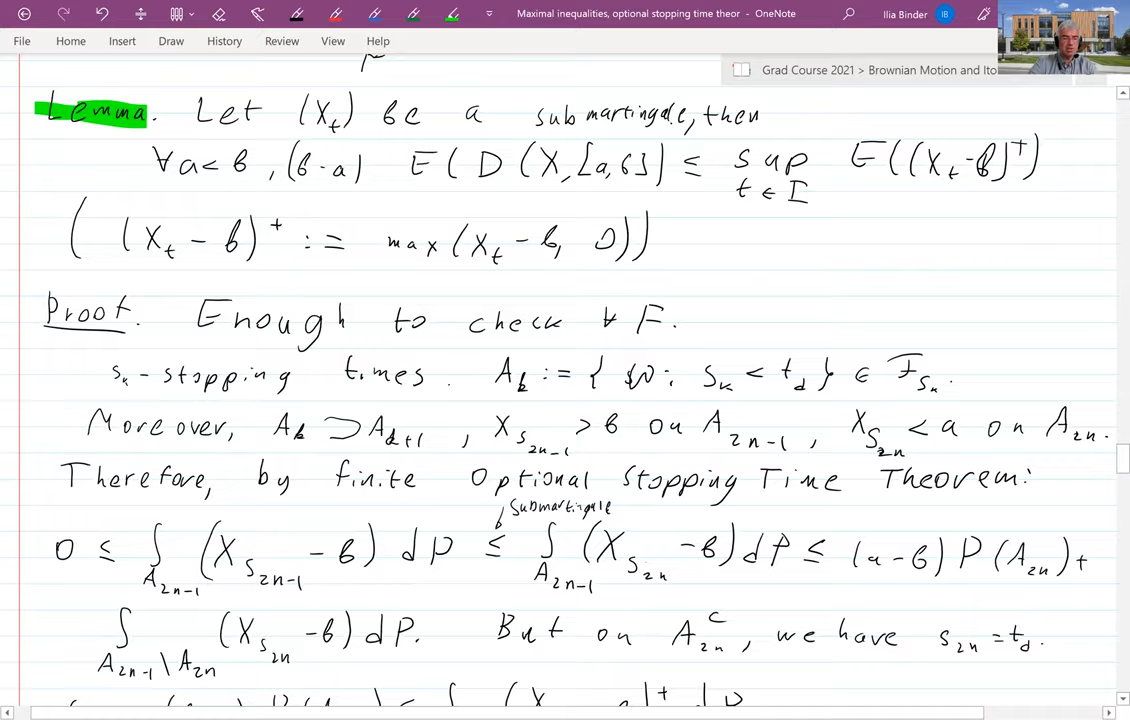 Maximal inequalities, optional stopping time theor - OneNote
Ilia Binder IB
File Home Insert Draw History Review View Help
Grad Course 2021 > Brownian Motion and Ito
Lemma. Let (X_t) be a submartingale, then
∀ a < b, (b-a) E(D(X,[a,b]) ≤ sup_{t∈I} E((X_t-b)^+)
((X_t - b)^+ := max(X_t - b, 0))
Proof. Enough to check ∀ F.
s_k - stopping times. A_k := {ω: s_k < t_d} ∈ F_{s_k}.
Moreover, A_k ⊃ A_{k+1}, X_{s_{2n-1}} > b on A_{2n-1}, X_{s_{2n}} < a on A_{2n}.
Therefore, by finite Optional Stopping Time Theorem:
submartingale
0 ≤ ∫_{A_{2n-1}} (X_{s_{2n-1}} - b) dP ≤ ∫_{A_{2n-1}} (X_{s_{2n}} - b) dP ≤ (a-b) P(A_{2n}) +
∫_{A_{2n-1} \ A_{2n}} (X_{s_{2n}} - b) dP. But on A_{2n}^c, we have s_{2n} = t_d.